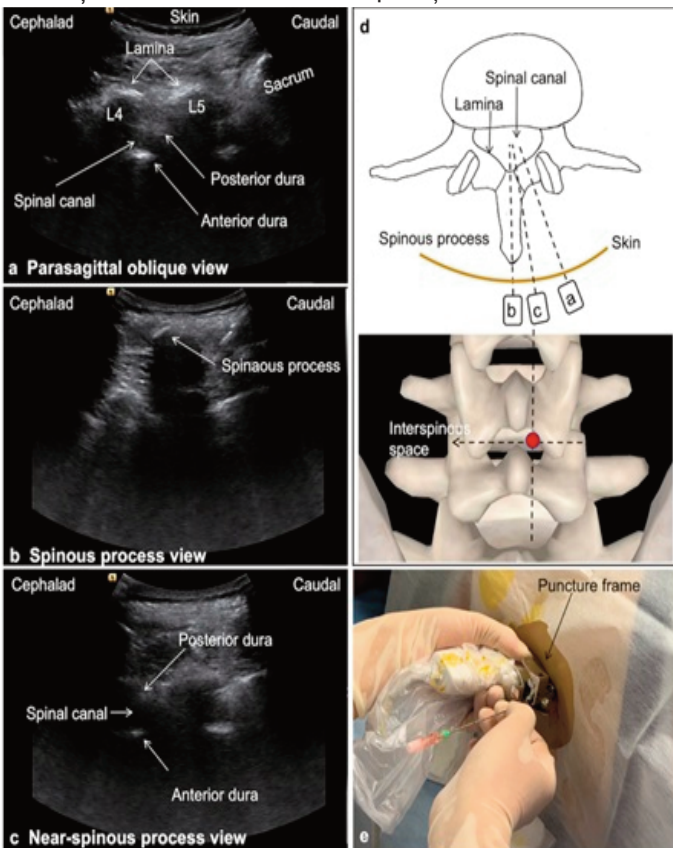 Cephalad
Skin
Caudal
Lamina
Sacrum
L4
L5
Posterior dura
Spinal canal
Anterior dura
a Parasagittal oblique view
Cephalad
Caudal
Spinaous process
b Spinous process view
Cephalad
Caudal
Posterior dura
Spinal canal
Anterior dura
c Near-spinous process view
d
Spinal canal
Lamina
Spinous process
Skin
b
c
a
Interspinous
space
Puncture frame
e